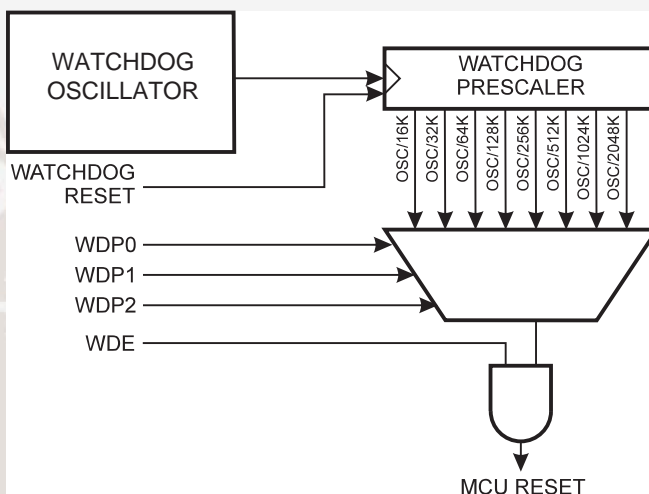 WATCHDOG
OSCILLATOR
WATCHDOG
PRESCALER
OSC/16K
OSC/32K
OSC/64K
OSC/128K
OSC/256K
OSC/512K
OSC/1024K
OSC/2048K
WATCHDOG
RESET
WDP0
WDP1
WDP2
WDE
MCU RESET